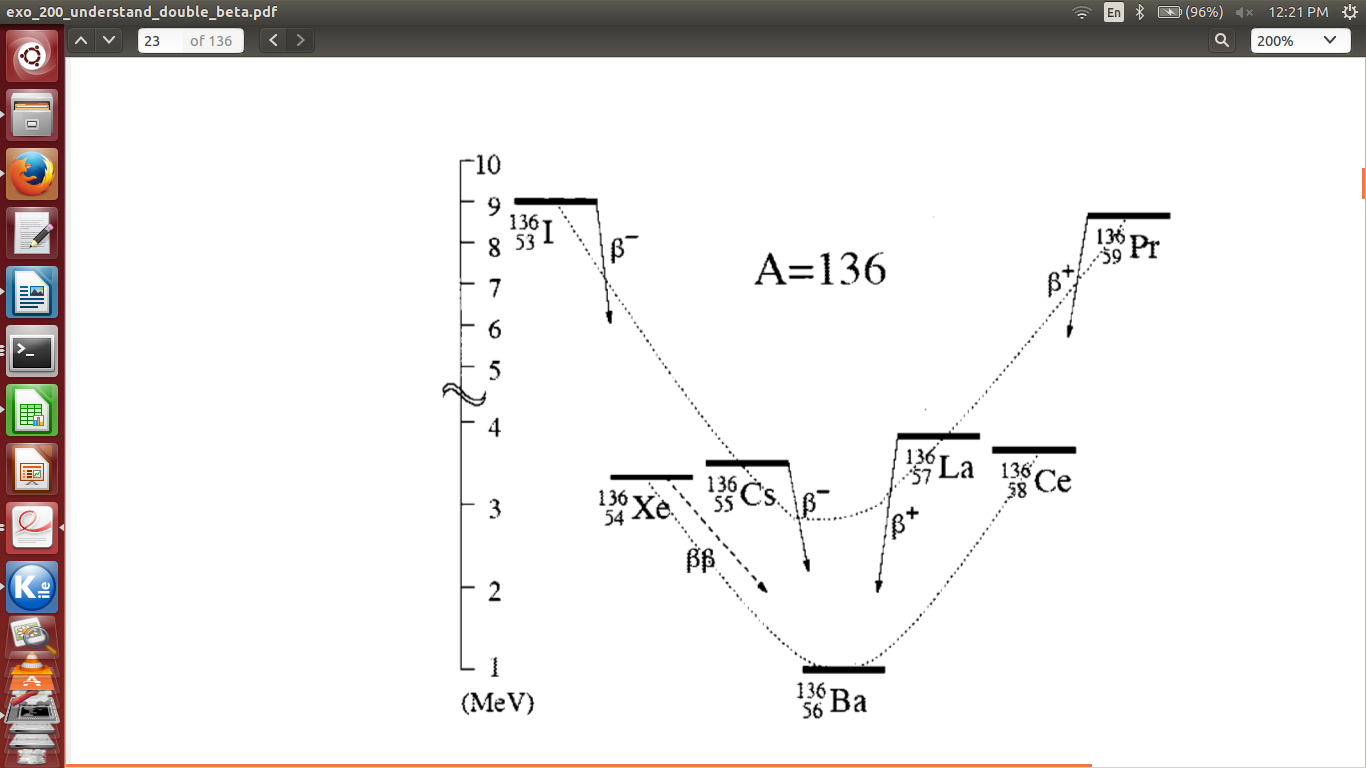 exo_200_understand_double_beta.pdf
En
(96%)
12:21 PM
23 of 136
200%
10
9
8
7
6
5
4
3
2
1
(MeV)
A=136
136
53 I
β−
136
59 Pr
β+
136
54 Xe
ββ
136
55 Cs
β−
136
57 La
β+
136
58 Ce
136
56 Ba
>_
Kile